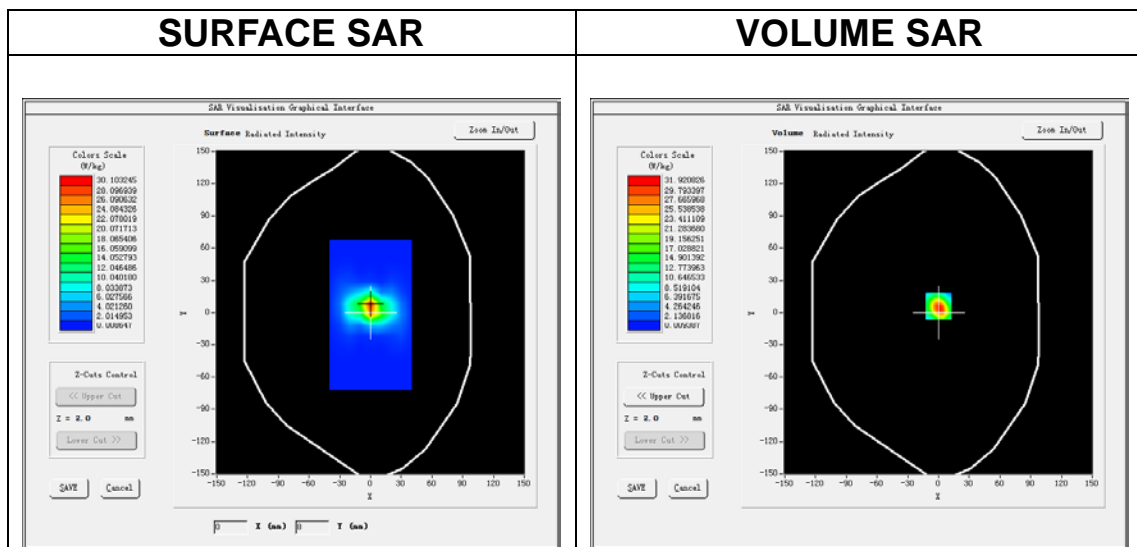 SURFACE SAR
VOLUME SAR
SAR Visualisation Graphical Interface
Surface Radiated Intensity
Zoom In/Out
Colors Scale
(W/kg)
30.103245
28.096939
26.090632
24.084326
22.078019
20.071713
18.065406
16.059099
14.052793
12.046486
10.040180
8.033873
6.027566
4.021260
2.014953
0.008647
150
120
90
60
30
0
-30
-60
-90
-120
-150
Y
-150 -120 -90 -60 -30 0 30 60 90 120 150
X
Z-Cuts Control
<< Upper Cut
Z = 2.0 mm
Lower Cut >>
SAVE Cancel
0 X (mm) 8 Y (mm)
SAR Visualisation Graphical Interface
Volume Radiated Intensity
Zoom In/Out
Colors Scale
(W/kg)
31.920826
29.793397
27.665968
25.538538
23.411109
21.283680
19.156251
17.028821
14.901392
12.773963
10.646533
8.519104
6.391675
4.264246
2.136816
0.009387
150
120
90
60
30
0
-30
-60
-90
-120
-150
Y
-150 -120 -90 -60 -30 0 30 60 90 120 150
X
Z-Cuts Control
<< Upper Cut
Z = 2.0 mm
Lower Cut >>
SAVE Cancel